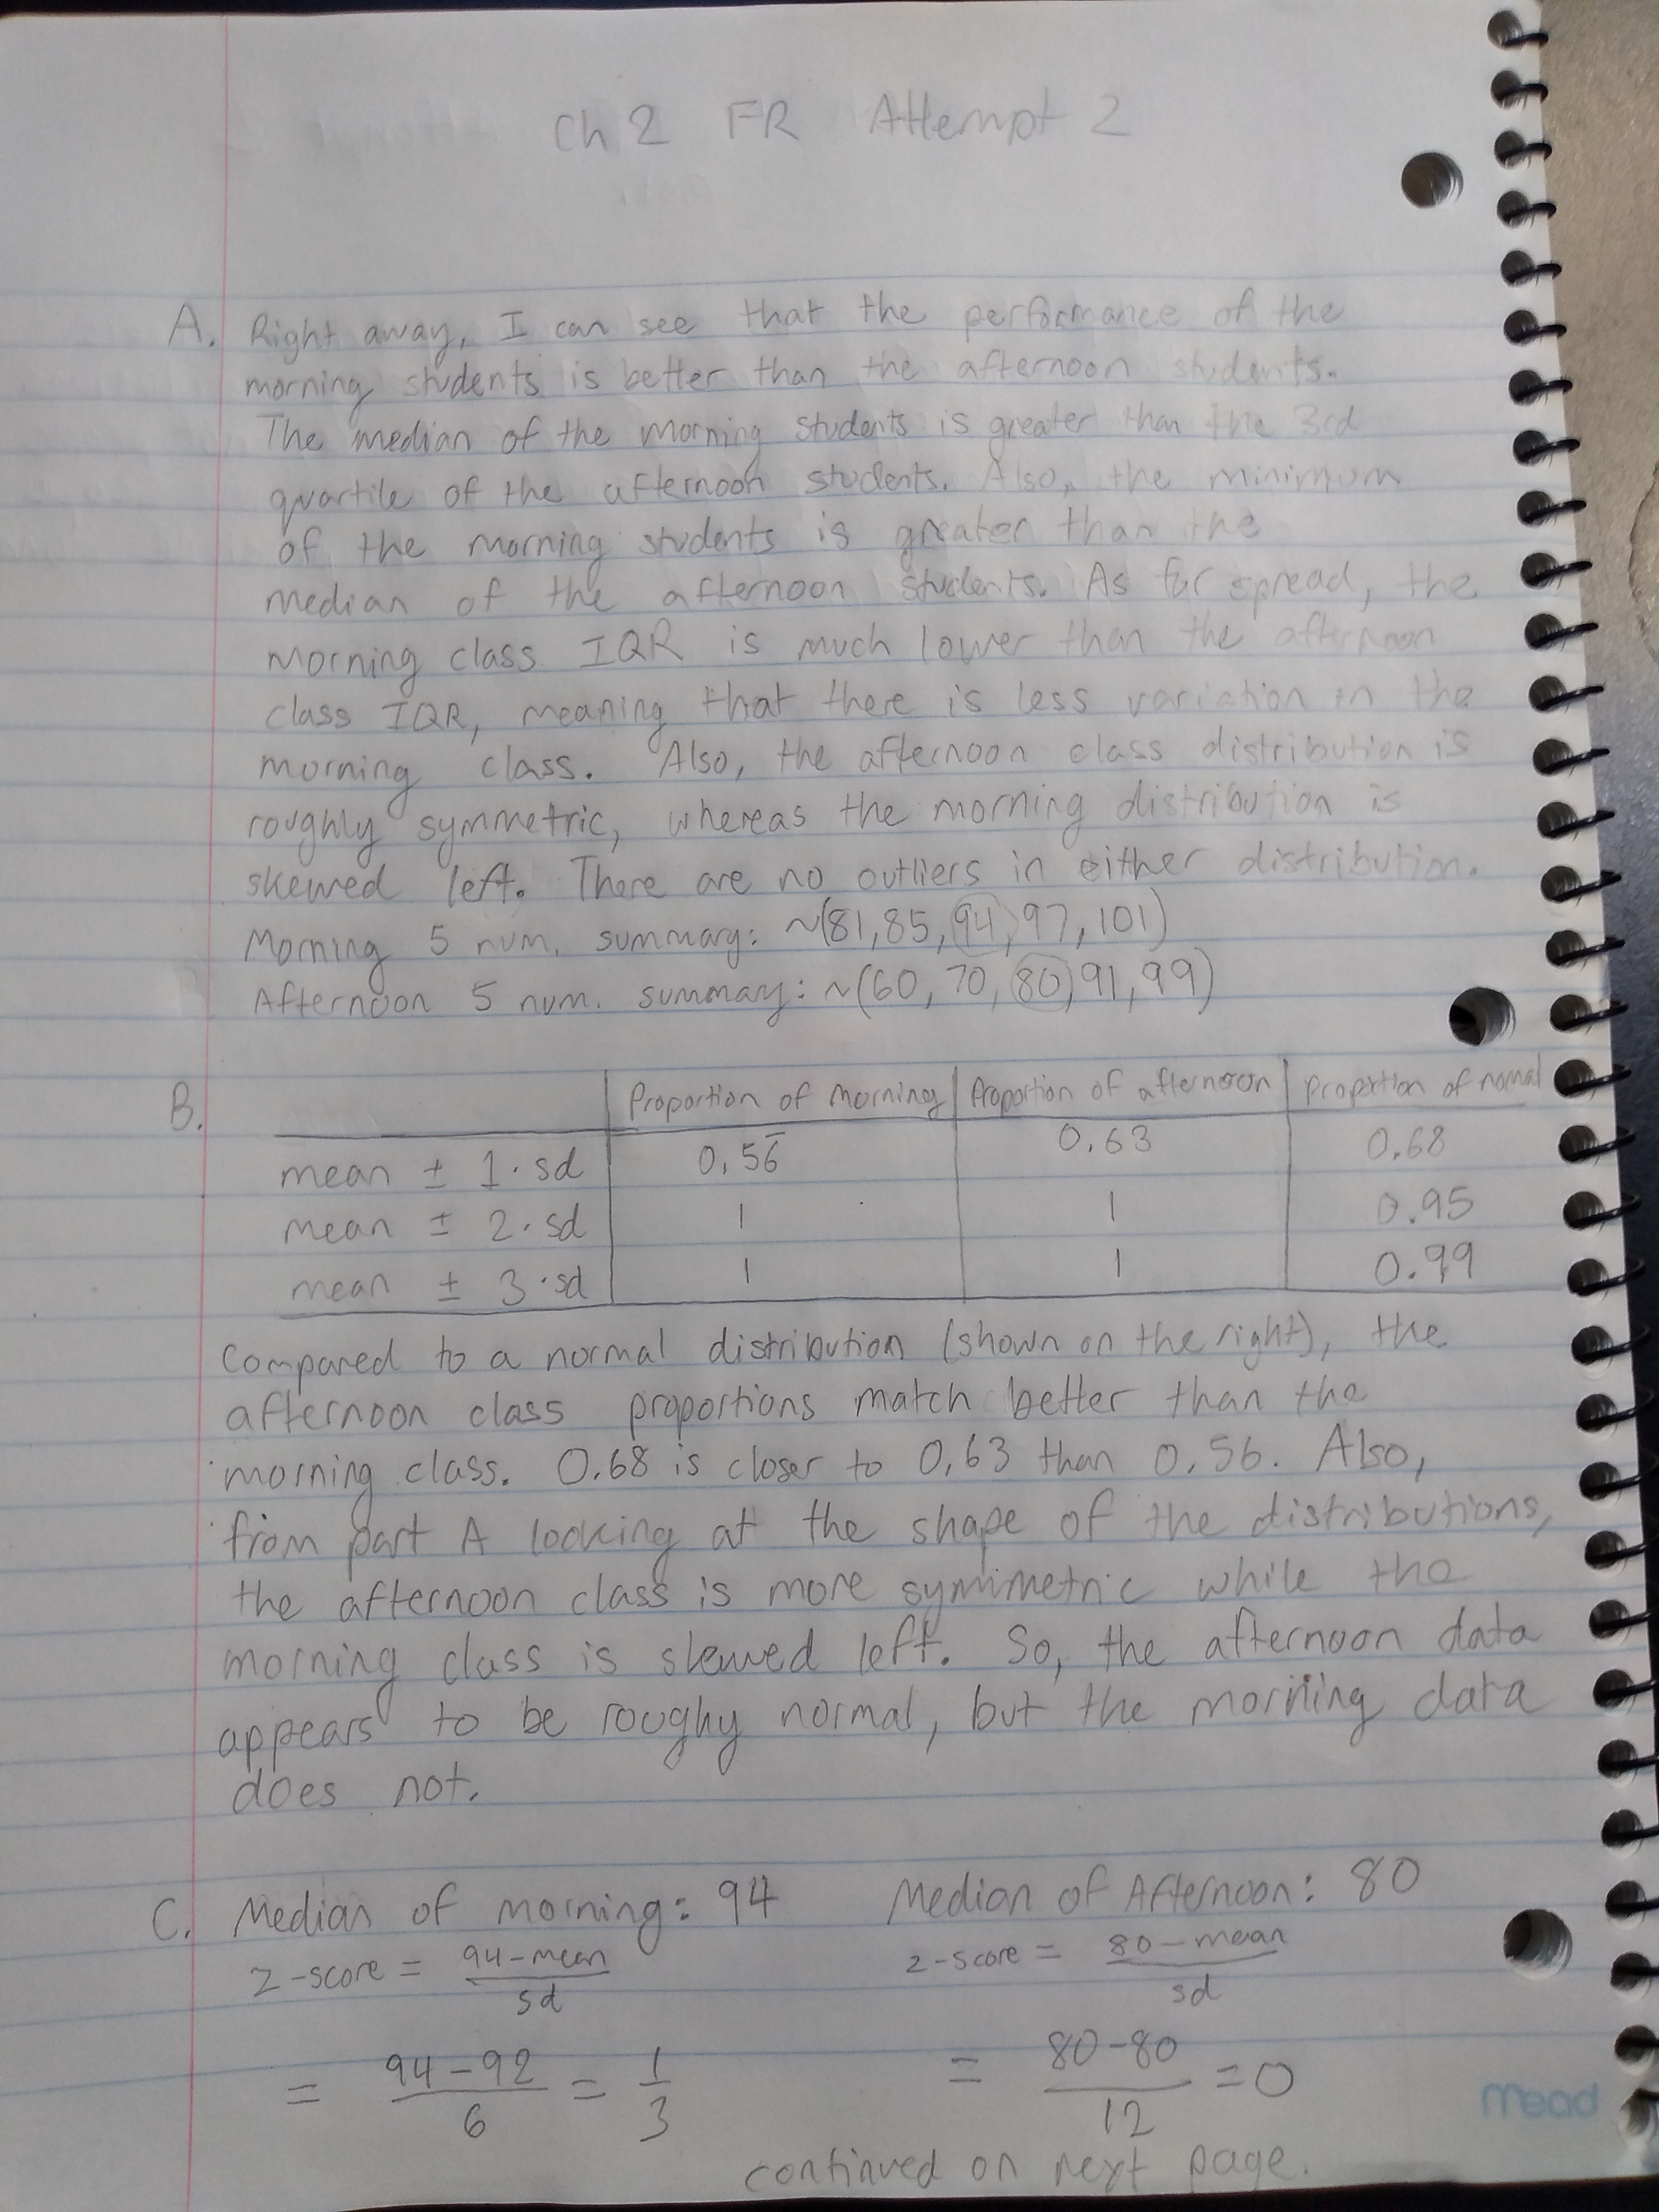 Ch 2 FR Attempt 2
A. Right away, I can see that the performance of the
morning students is better than the afternoon students.
The median of the morning students is greater than the 3rd
quartile of the afternoon students. Also, the minimum
of the morning students is greater than the
median of the afternoon students. As for spread, the
morning class IQR is much lower than the afternoon
class IQR, meaning that there is less variation in the
morning class. Also, the afternoon class distribution is
roughly symmetric, whereas the morning distribution is
skewed left. There are no outliers in either distribution.
Morning 5 num. summary: ~(81,85,94,97,101)
Afternoon 5 num. summary: ~(60,70,80,91,99)
B. Proportion of morning Proportion of afternoon Proportion of normal
mean ± 1·sd 0.56̅ 0.63 0.68
mean ± 2·sd 1 1 0.95
mean ± 3·sd 1 1 0.99
Compared to a normal distribution (shown on the right), the
afternoon class proportions match better than the
morning class. 0.68 is closer to 0.63 than 0.56. Also,
from part A looking at the shape of the distributions,
the afternoon class is more symmetric while the
morning class is skewed left. So, the afternoon data
appears to be roughy normal, but the morning data
does not.
C. Median of morning: 94 Median of Afternoon: 80
z-score = (94-mean)/sd z-score = (80-mean)/sd
= (94-92)/6 = 1/3 = (80-80)/12 = 0
continued on next page.
Mead